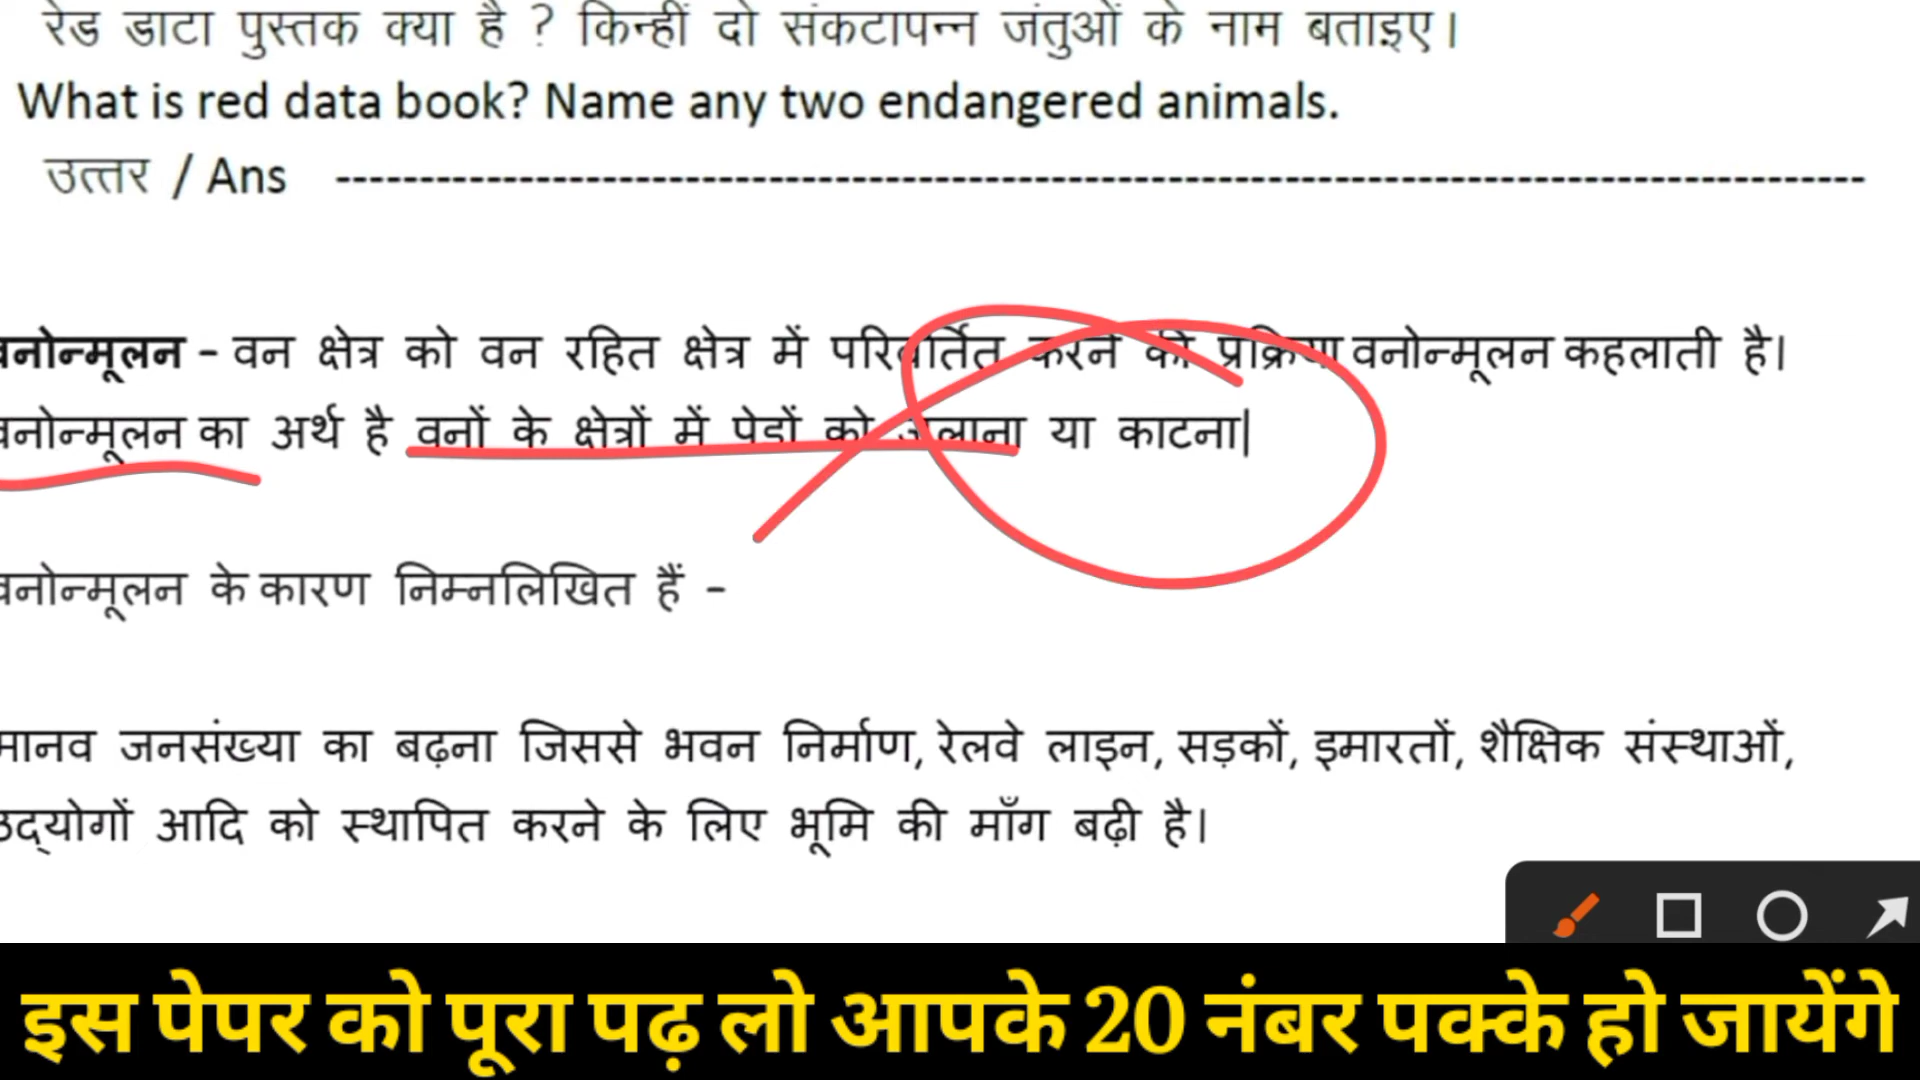 रेड डाटा पुस्तक क्या है ? किन्हीं दो संकटापन्न जंतुओं के नाम बताइए।
What is red data book? Name any two endangered animals.
उत्तर / Ans ----------------------------------------------------------------------------------------------
वनोन्मूलन - वन क्षेत्र को वन रहित क्षेत्र में परिवर्तित करने की प्रक्रिया वनोन्मूलन कहलाती है।
वनोन्मूलन का अर्थ है वनों के क्षेत्रों में पेड़ों को जलाना या काटना|
वनोन्मूलन के कारण निम्नलिखित हैं -
मानव जनसंख्या का बढ़ना जिससे भवन निर्माण, रेलवे लाइन, सड़कों, इमारतों, शैक्षिक संस्थाओं,
उद्योगों आदि को स्थापित करने के लिए भूमि की माँग बढ़ी है।
इस पेपर को पूरा पढ़ लो आपके 20 नंबर पक्के हो जायेंगे